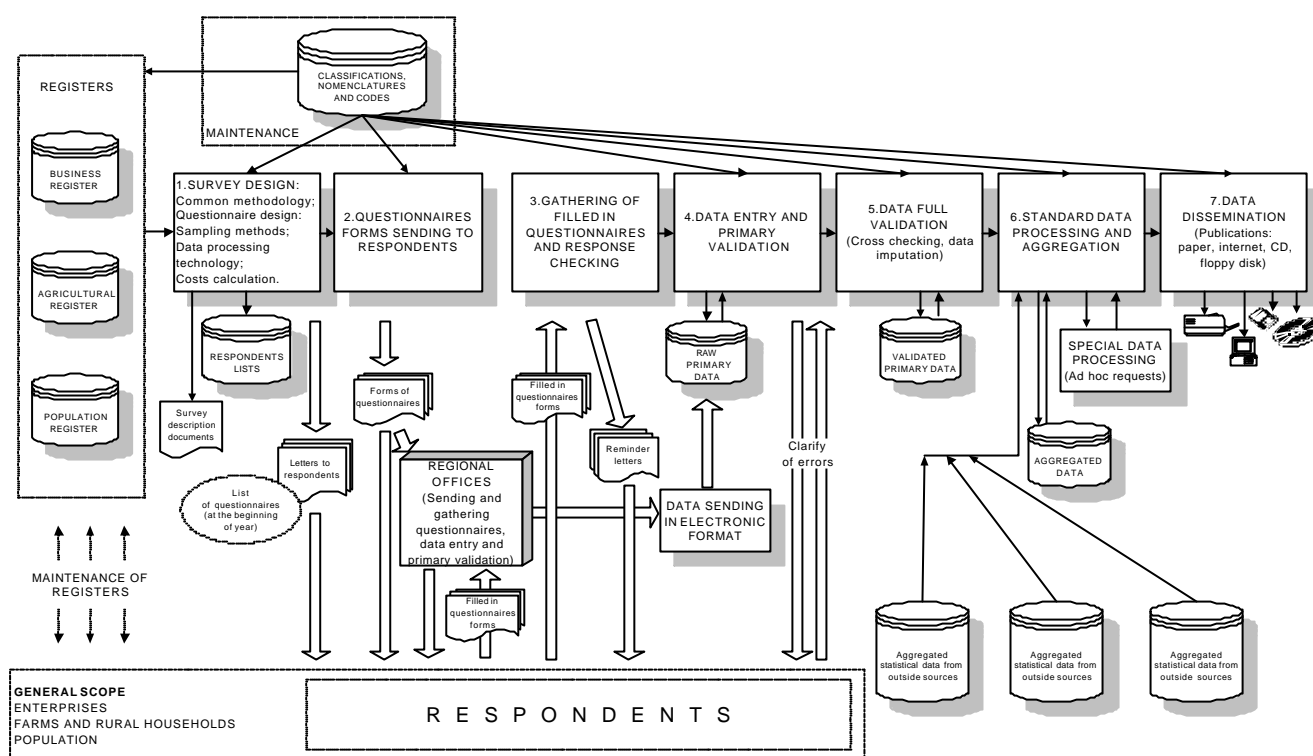 CLASSIFICATIONS,
NOMENCLATURES
AND CODES
MAINTENANCE
REGISTERS
BUSINESS
REGISTER
AGRICULTURAL
REGISTER
POPULATION
REGISTER
1.SURVEY DESIGN:
Common methodology;
Questionnaire design:
Sampling methods;
Data processing
technology;
Costs calculation.
2.QUESTIONNAIRES
FORMS SENDING TO
RESPONDENTS
3.GATHERING OF
FILLED IN
QUESTIONNAIRES
AND RESPONSE
CHECKING
4.DATA ENTRY AND
PRIMARY
VALIDATION
5.DATA FULL
VALIDATION
(Cross checking, data
imputation)
6.STANDARD DATA
PROCESSING AND
AGGREGATION
7.DATA
DISSEMINATION
(Publications:
paper, internet, CD,
floppy disk)
RESPONDENTS
LISTS
Survey
description
documents
Letters to
respondents
List
of questionnaires
(at the beginning
of year)
Forms of
questionnaires
REGIONAL
OFFICES
(Sending and
gathering
questionnaires,
data entry and
primary validation)
Filled in
questionnaires
forms
Filled in
questionnaires
forms
Reminder
letters
RAW
PRIMARY
DATA
DATA SENDING
IN ELECTRONIC
FORMAT
Clarify
of errors
VALIDATED
PRIMARY DATA
SPECIAL DATA
PROCESSING
(Ad hoc requests)
AGGREGATED
DATA
Aggregated
statistical data from
outside sources
Aggregated
statistical data from
outside sources
Aggregated
statistical data from
outside sources
MAINTENANCE OF
REGISTERS
GENERAL SCOPE
ENTERPRISES
FARMS AND RURAL HOUSEHOLDS
POPULATION
RESPONDENTS